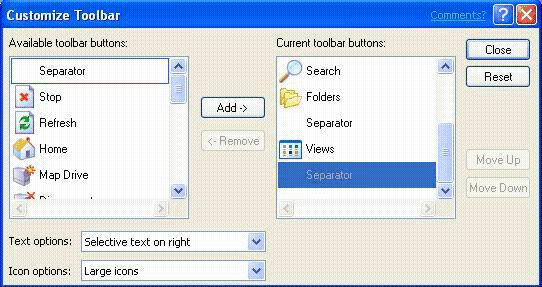 Customize Toolbar
Comments?
Available toolbar buttons:
Separator
Stop
Refresh
Home
Map Drive
Add ->
<- Remove
Current toolbar buttons:
Search
Folders
Separator
Views
Separator
Close
Reset
Move Up
Move Down
Text options: Selective text on right
Icon options: Large icons